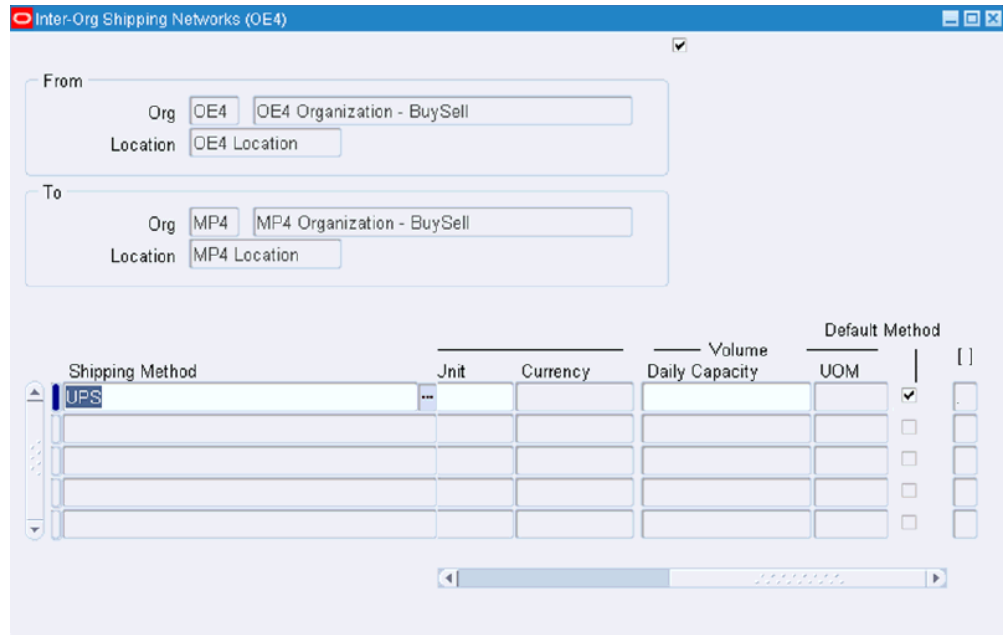 Inter-Org Shipping Networks (OE4)
From
Org OE4 OE4 Organization - BuySell
Location OE4 Location
To
Org MP4 MP4 Organization - BuySell
Location MP4 Location
Default Method
Volume
[ ]
Shipping Method Jnit Currency Daily Capacity UOM
UPS